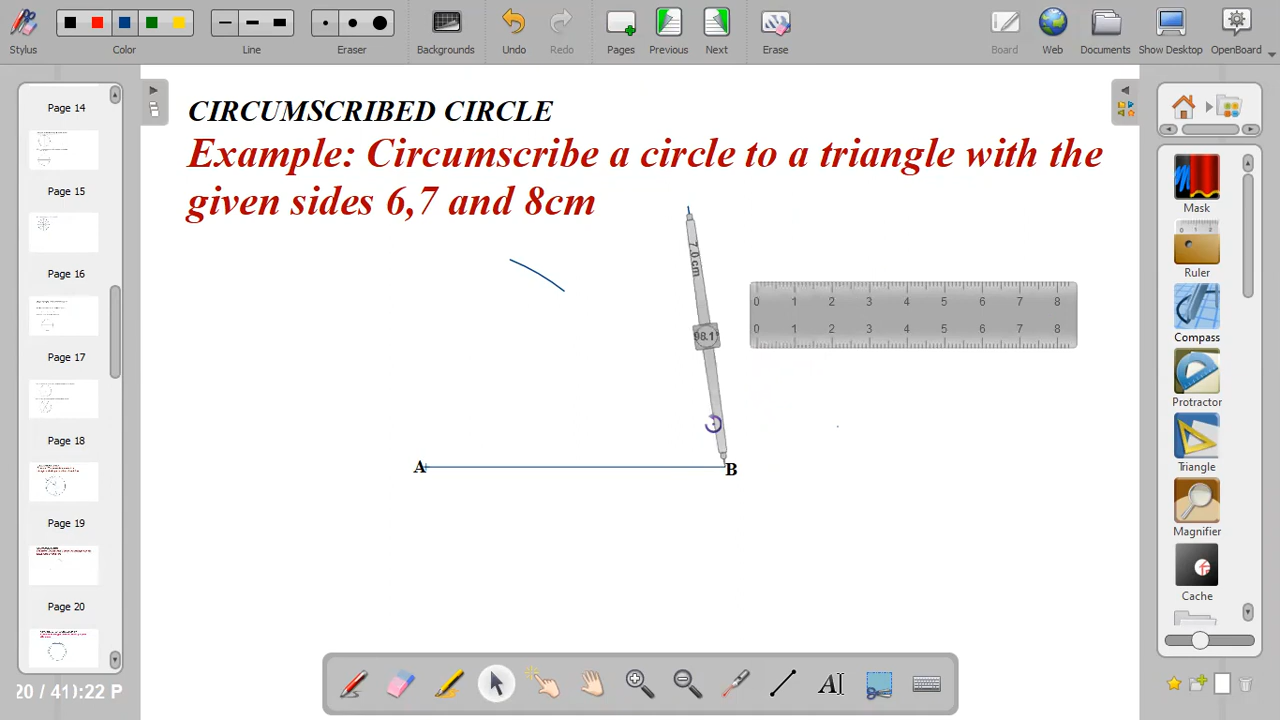 Stylus Color Line Eraser Backgrounds Undo Redo Pages Previous Next Erase Board Web Documents Show Desktop OpenBoard
Page 14
Page 15
Page 16
Page 17
Page 18
Page 19
Page 20
20 / 41
0:22 P
CIRCUMSCRIBED CIRCLE
Example: Circumscribe a circle to a triangle with the
given sides 6,7 and 8cm
7.0 cm
98.1°
0 1 2 3 4 5 6 7 8
0 1 2 3 4 5 6 7 8
A
B
Mask
Ruler
Compass
Protractor
Triangle
Magnifier
Cache